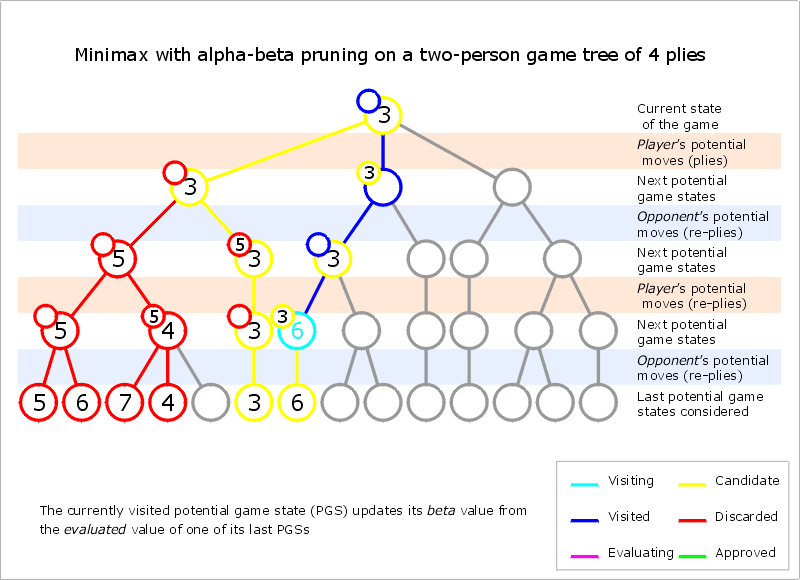 Minimax with alpha-beta pruning on a two-person game tree of 4 plies
3
Current state
of the game
Player's potential
moves (plies)
3
3
Next potential
game states
Opponent's potential
moves (re-plies)
5
5
3
3
Next potential
game states
Player's potential
moves (re-plies)
5
5
4
3
3
6
Next potential
game states
Opponent's potential
moves (re-plies)
5
6
7
4
3
6
Last potential game
states considered
The currently visited potential game state (PGS) updates its beta value from
the evaluated value of one of its last PGSs
Visiting
Candidate
Visited
Discarded
Evaluating
Approved